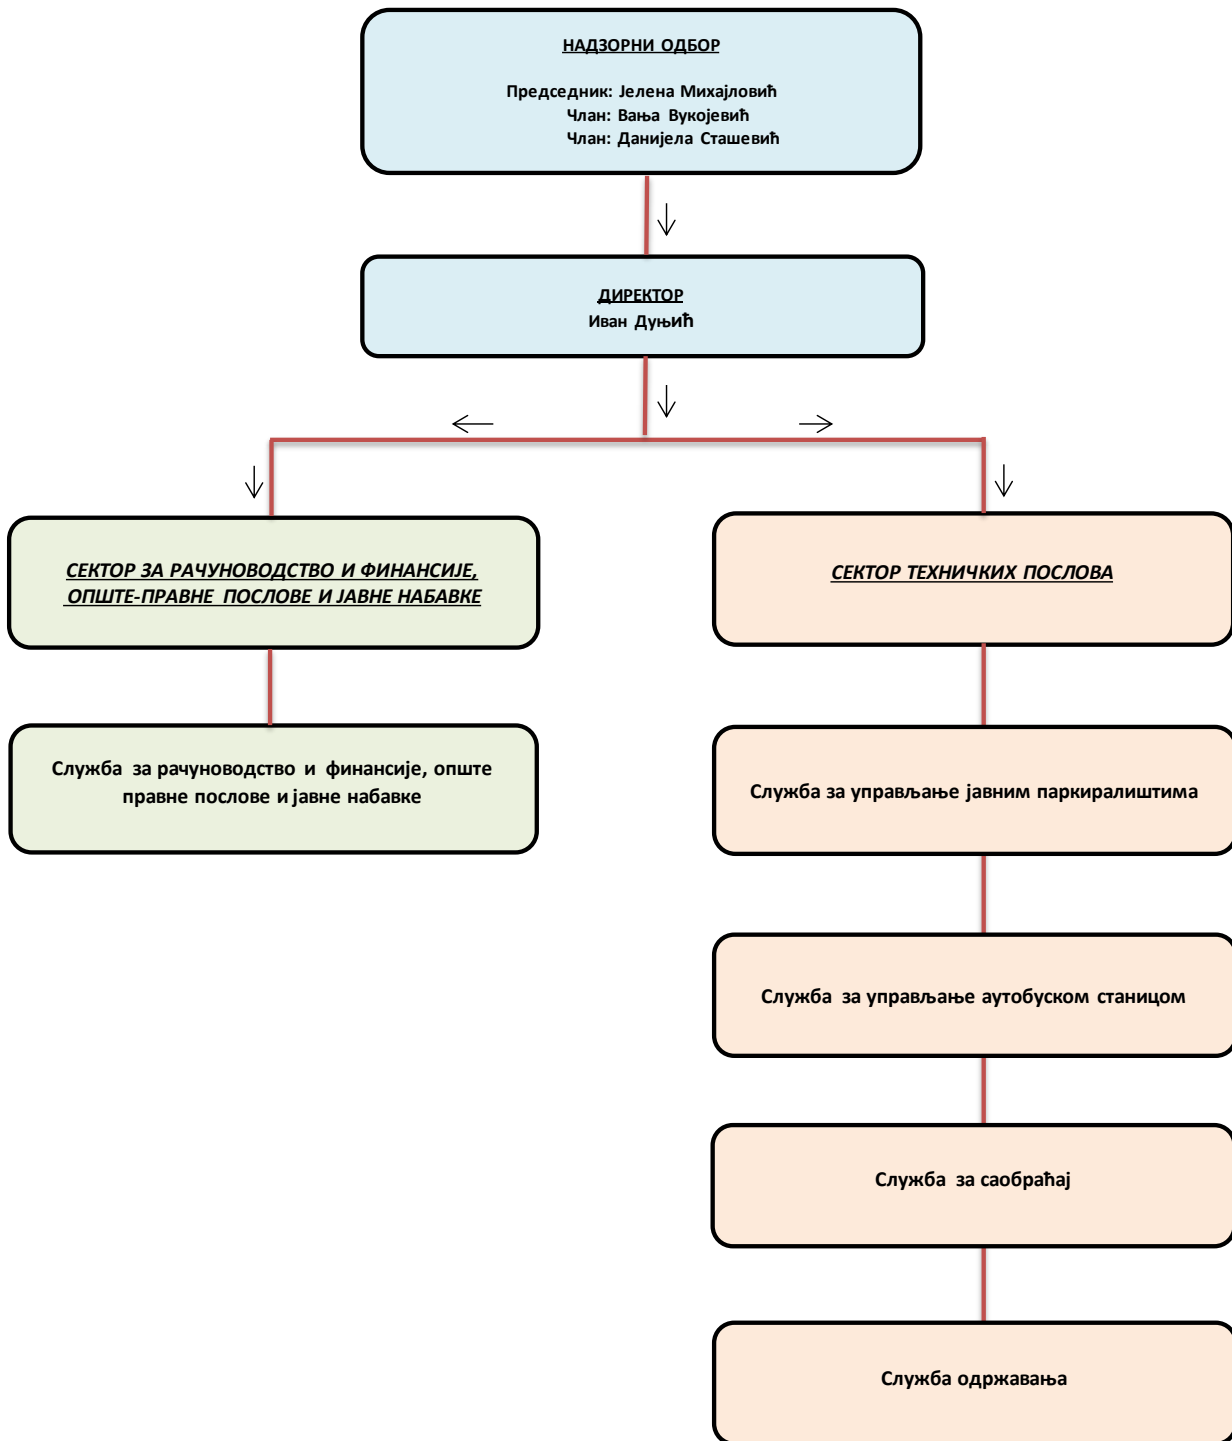 НАДЗОРНИ ОДБОР
Председник: Јелена Михајловић
Члан: Вања Вукојевић
Члан: Данијела Сташевић
ДИРЕКТОР
Иван Дуњић
СЕКТОР ЗА РАЧУНОВОДСТВО И ФИНАНСИЈЕ,
ОПШТЕ-ПРАВНЕ ПОСЛОВЕ И ЈАВНЕ НАБАВКЕ
Служба за рачуноводство и финансије, опште
правне послове и јавне набавке
СЕКТОР ТЕХНИЧКИХ ПОСЛОВА
Служба за управљање јавним паркиралиштима
Служба за управљање аутобуском станицом
Служба за саобраћај
Служба одржавања